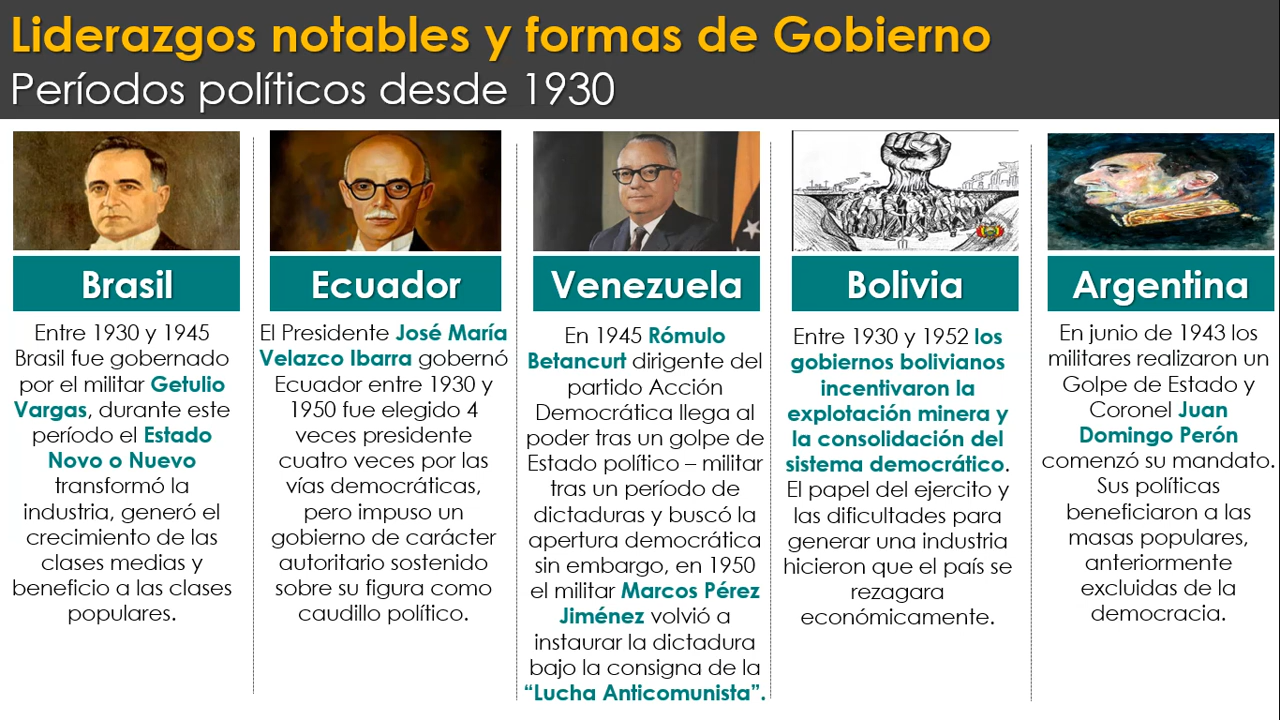 Liderazgos notables y formas de Gobierno
Períodos políticos desde 1930
Brasil
Entre 1930 y 1945
Brasil fue gobernado
por el militar Getulio
Vargas, durante este
período el Estado
Novo o Nuevo
transformó la
industria, generó el
crecimiento de las
clases medias y
beneficio a las clases
populares.
Ecuador
El Presidente José María
Velazco Ibarra gobernó
Ecuador entre 1930 y
1950 fue elegido 4
veces presidente
cuatro veces por las
vías democráticas,
pero impuso un
gobierno de carácter
autoritario sostenido
sobre su figura como
caudillo político.
Venezuela
En 1945 Rómulo
Betancurt dirigente del
partido Acción
Democrática llega al
poder tras un golpe de
Estado político – militar
tras un período de
dictaduras y buscó la
apertura democrática
sin embargo, en 1950
el militar Marcos Pérez
Jiménez volvió a
instaurar la dictadura
bajo la consigna de la
“Lucha Anticomunista”.
Bolivia
Entre 1930 y 1952 los
gobiernos bolivianos
incentivaron la
explotación minera y
la consolidación del
sistema democrático.
El papel del ejercito y
las dificultades para
generar una industria
hicieron que el país se
rezagara
económicamente.
Argentina
En junio de 1943 los
militares realizaron un
Golpe de Estado y
Coronel Juan
Domingo Perón
comenzó su mandato.
Sus políticas
beneficiaron a las
masas populares,
anteriormente
excluidas de la
democracia.